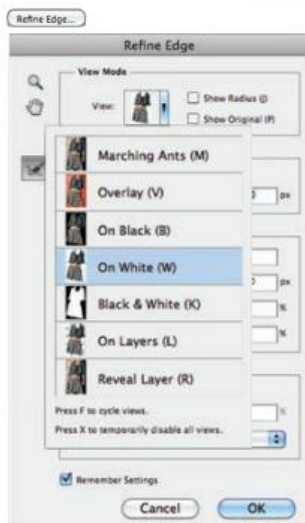 Refine Edge...
Refine Edge
View Mode
View:
Show Radius (J)
Show Original (P)
Marching Ants (M)
Overlay (V)
On Black (B)
On White (W)
Black & White (K)
On Layers (L)
Reveal Layer (R)
Press F to cycle views.
Press X to temporarily disable all views.
px
px
%
%
%
Remember Settings
Cancel
OK